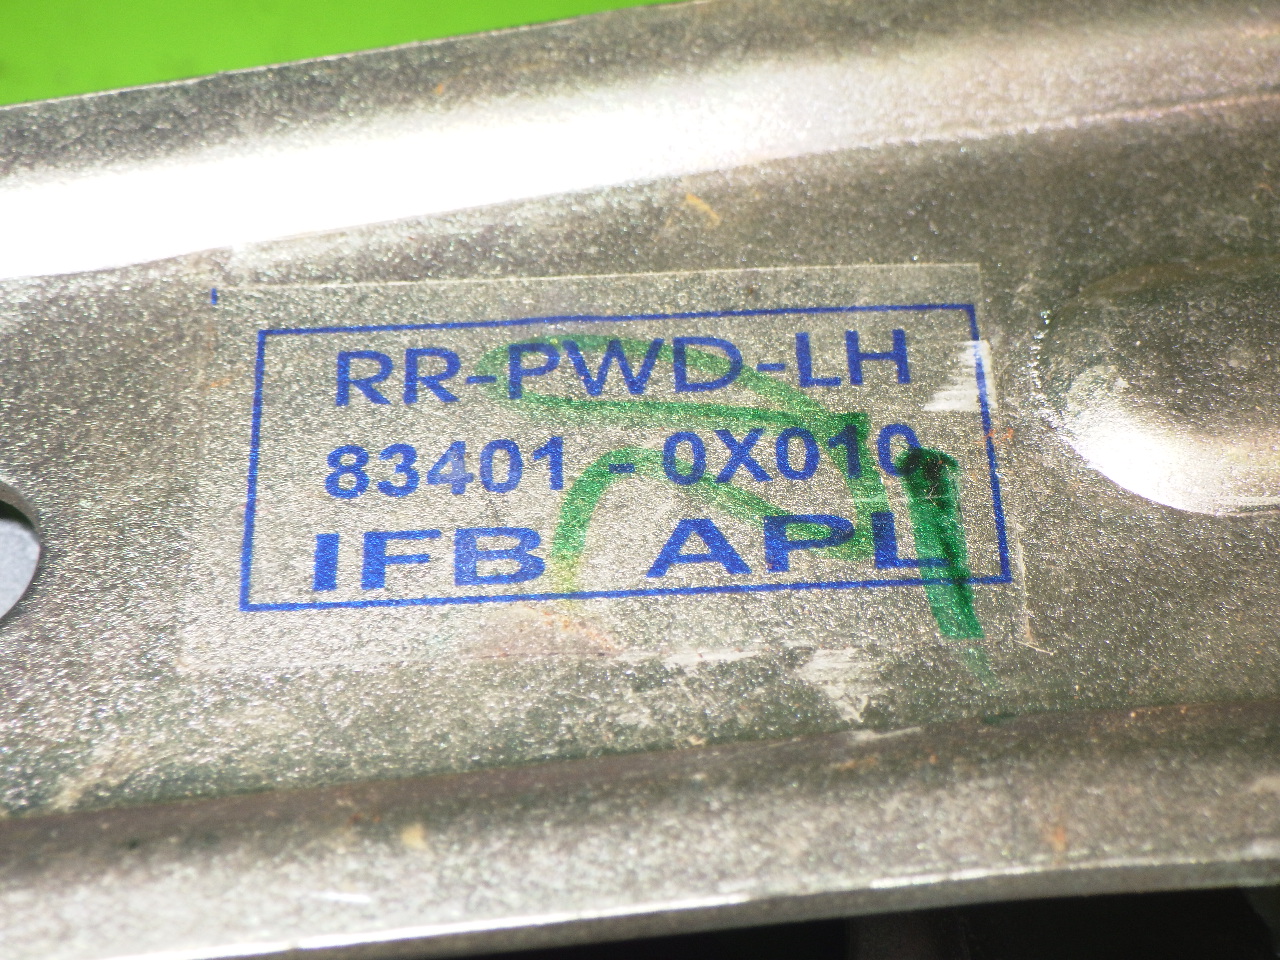 RR-PWD-LH
83401 - 0X010
IFB APL